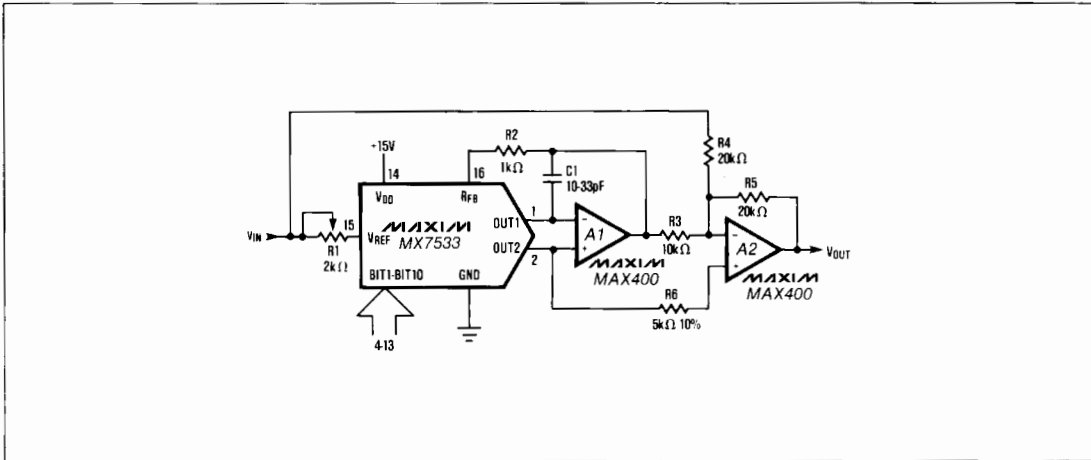 R2
1kΩ
R4
20kΩ
+15V
14
16
C1
10-33pF
R5
20kΩ
VDD
RFB
1
MAXIM
MX7533
OUT1
−
A1
R3
10kΩ
−
15
VIN
VREF
R1
2kΩ
OUT2
2
+
MAXIM
MAX400
A2
+
VOUT
MAXIM
MAX400
BIT1-BIT10
GND
R6
5kΩ 10%
4-13